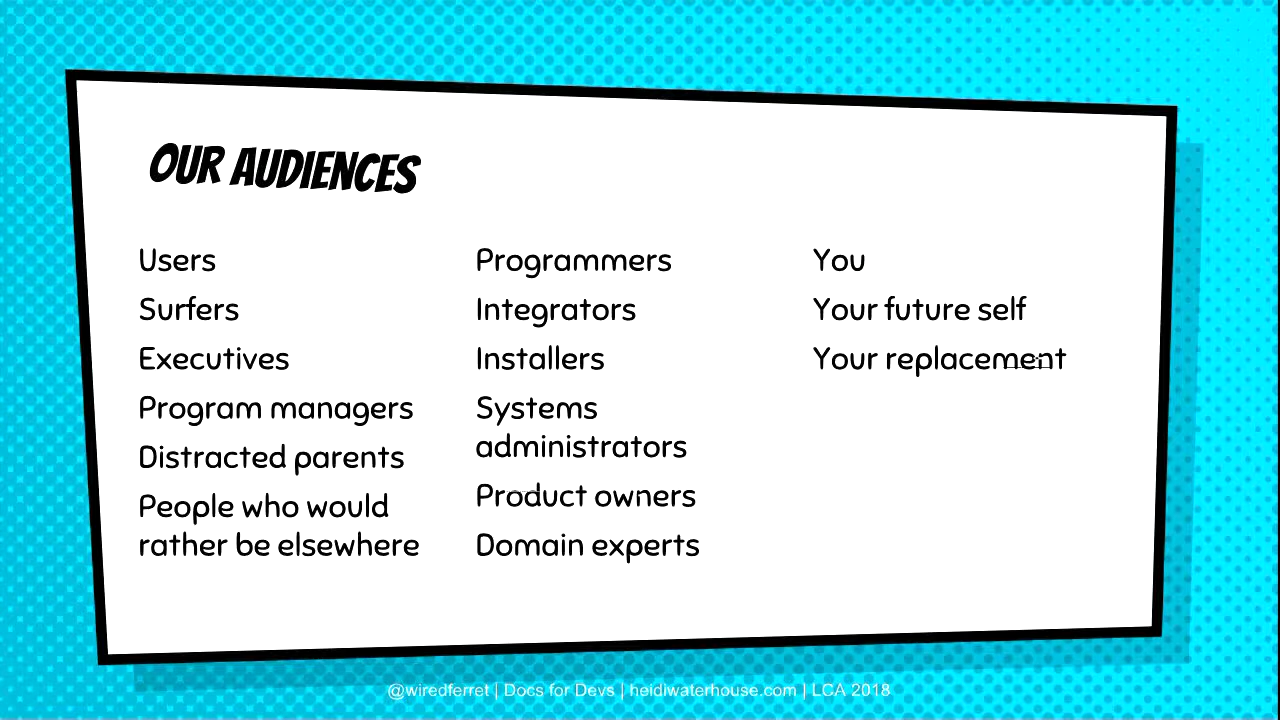 OUR AUDIENCES
Users
Surfers
Executives
Program managers
Distracted parents
People who would
rather be elsewhere
Programmers
Integrators
Installers
Systems
administrators
Product owners
Domain experts
You
Your future self
Your replacement
@wiredferret | Docs for Devs | heidiwaterhouse.com | LCA 2018